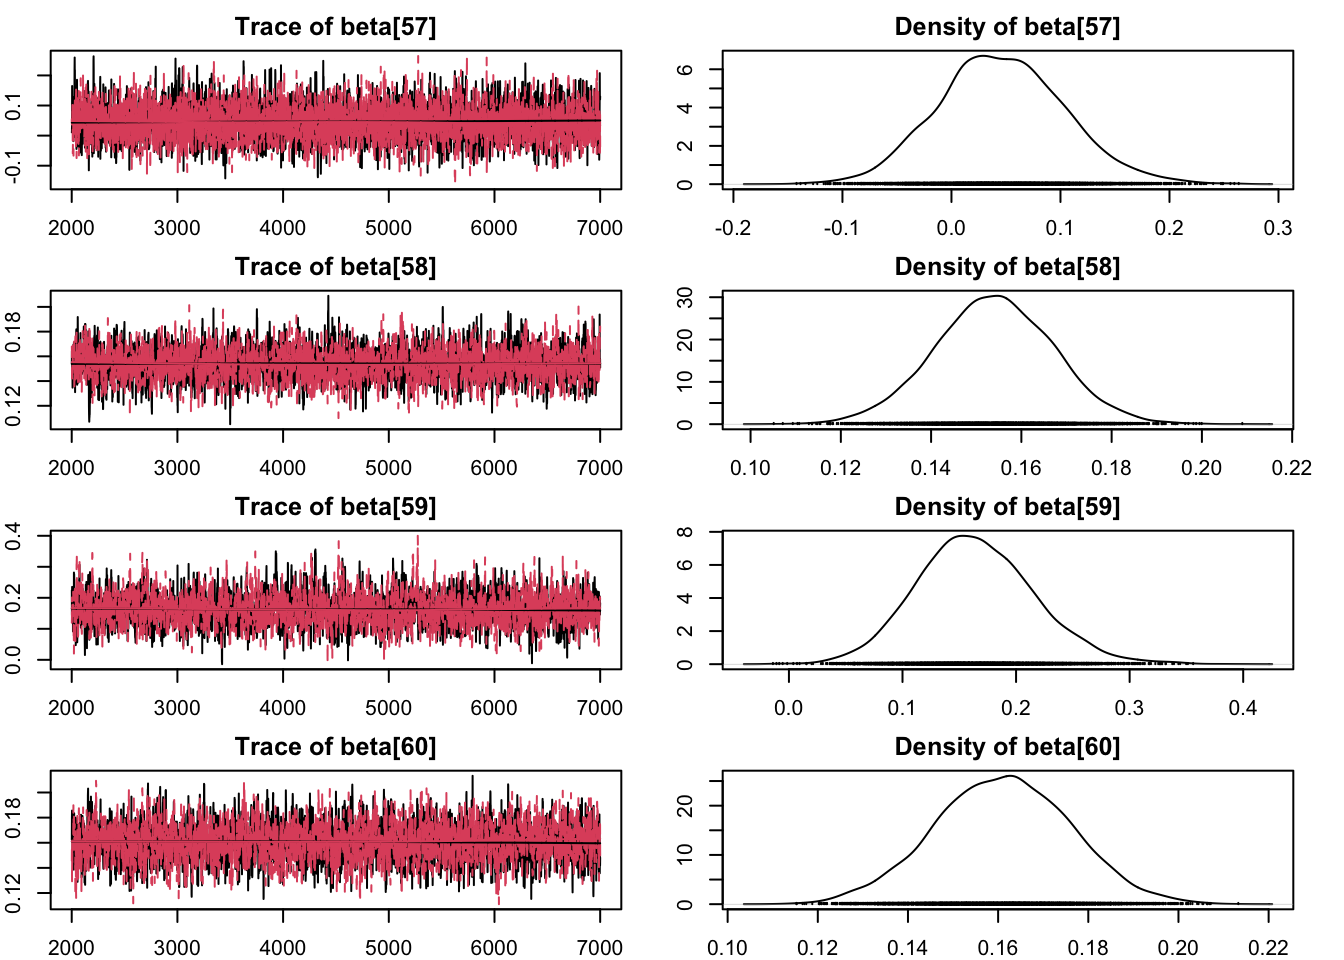 Trace of beta[57]
-0.1 0.1
2000 3000 4000 5000 6000 7000
Density of beta[57]
0 2 4 6
-0.2 -0.1 0.0 0.1 0.2 0.3
Trace of beta[58]
0.12 0.18
2000 3000 4000 5000 6000 7000
Density of beta[58]
0 10 20 30
0.10 0.12 0.14 0.16 0.18 0.20 0.22
Trace of beta[59]
0.0 0.2 0.4
2000 3000 4000 5000 6000 7000
Density of beta[59]
0 2 4 6 8
0.0 0.1 0.2 0.3 0.4
Trace of beta[60]
0.12 0.18
2000 3000 4000 5000 6000 7000
Density of beta[60]
0 10 20
0.10 0.12 0.14 0.16 0.18 0.20 0.22